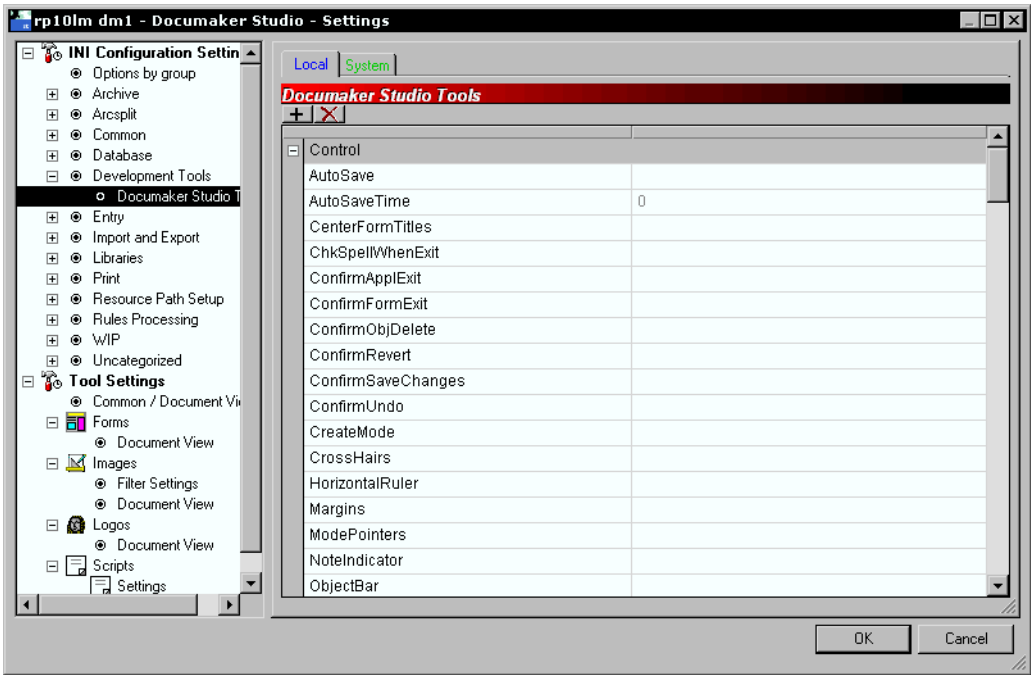 rp10lm dm1 - Documaker Studio - Settings
INI Configuration Settin
Options by group
Archive
Arcsplit
Common
Database
Development Tools
Documaker Studio T
Entry
Import and Export
Libraries
Print
Resource Path Setup
Rules Processing
WIP
Uncategorized
Tool Settings
Common / Document Vi
Forms
Document View
Images
Filter Settings
Document View
Logos
Document View
Scripts
Settings
Local System
Documaker Studio Tools
Control
AutoSave
AutoSaveTime 0
CenterFormTitles
ChkSpellWhenExit
ConfirmApplExit
ConfirmFormExit
ConfirmObjDelete
ConfirmRevert
ConfirmSaveChanges
ConfirmUndo
CreateMode
CrossHairs
HorizontalRuler
Margins
ModePointers
NoteIndicator
ObjectBar
OK Cancel